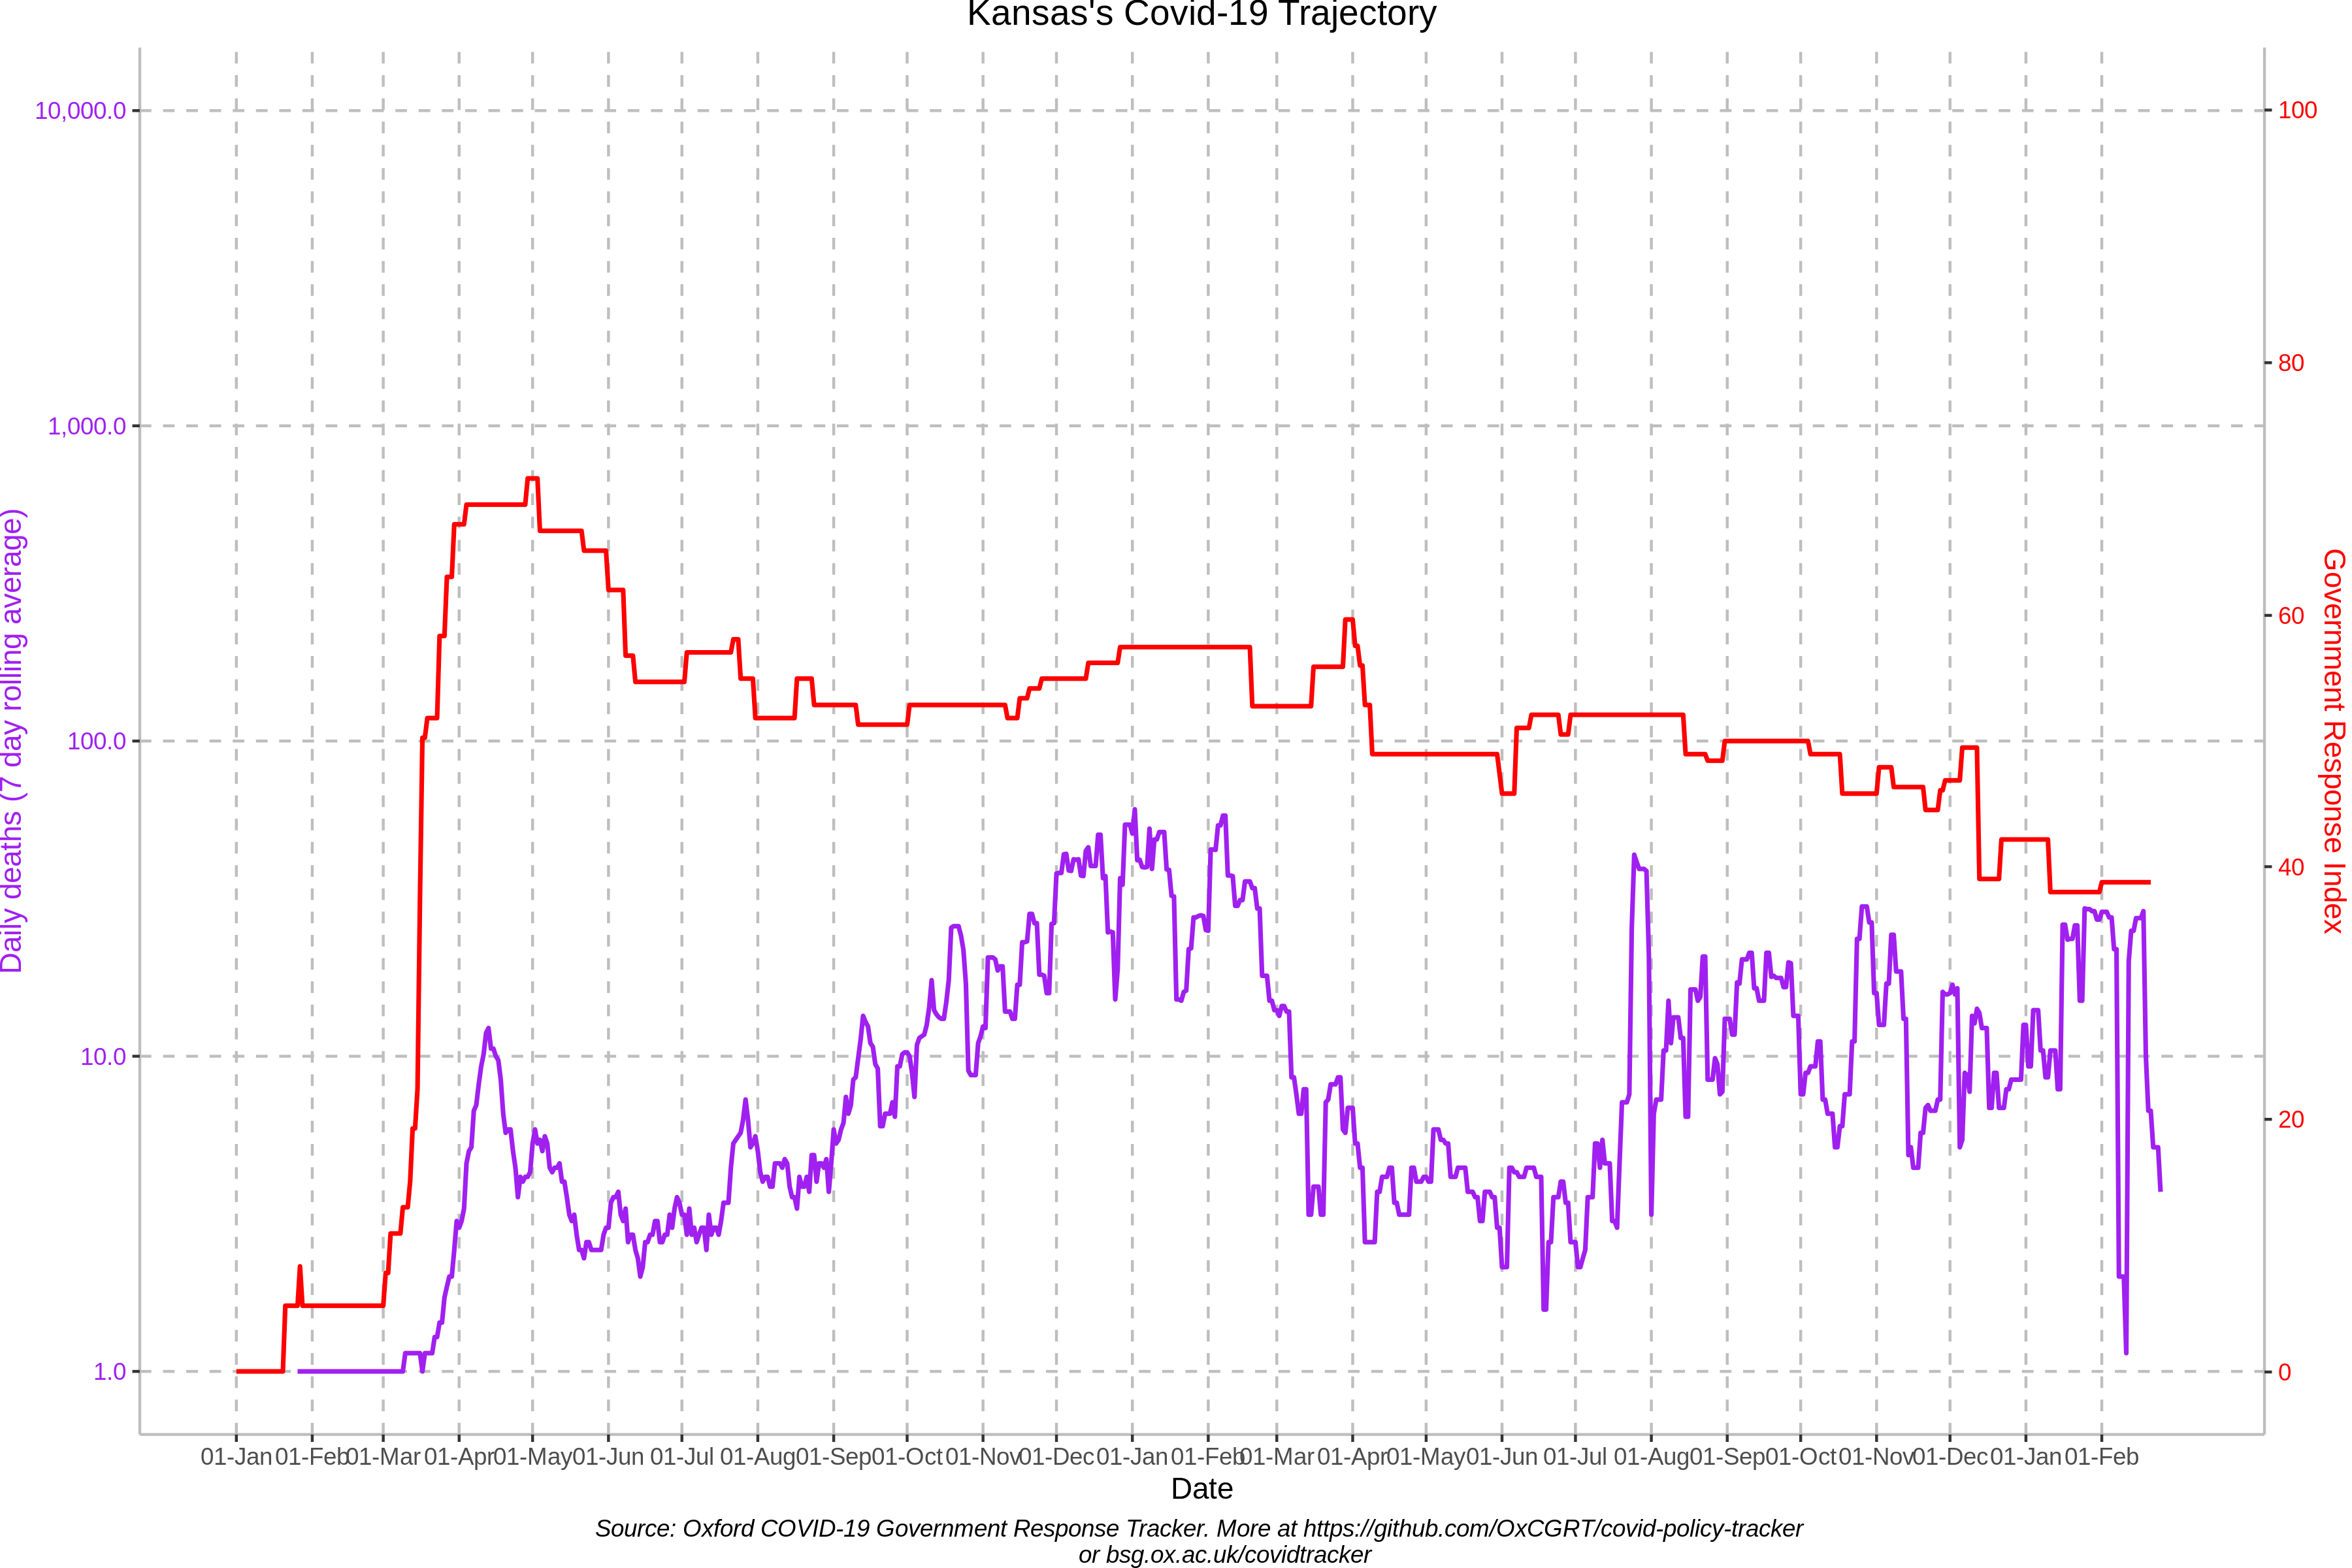 Kansas's Covid-19 Trajectory
10,000.0
1,000.0
100.0
10.0
1.0
Daily deaths (7 day rolling average)
100
80
60
40
20
0
Government Response Index
01-Jan 01-Feb 01-Mar 01-Apr 01-May 01-Jun 01-Jul 01-Aug 01-Sep 01-Oct 01-Nov 01-Dec 01-Jan 01-Feb 01-Mar 01-Apr 01-May 01-Jun 01-Jul 01-Aug 01-Sep 01-Oct 01-Nov 01-Dec 01-Jan 01-Feb
Date
Source: Oxford COVID-19 Government Response Tracker. More at https://github.com/OxCGRT/covid-policy-tracker
or bsg.ox.ac.uk/covidtracker